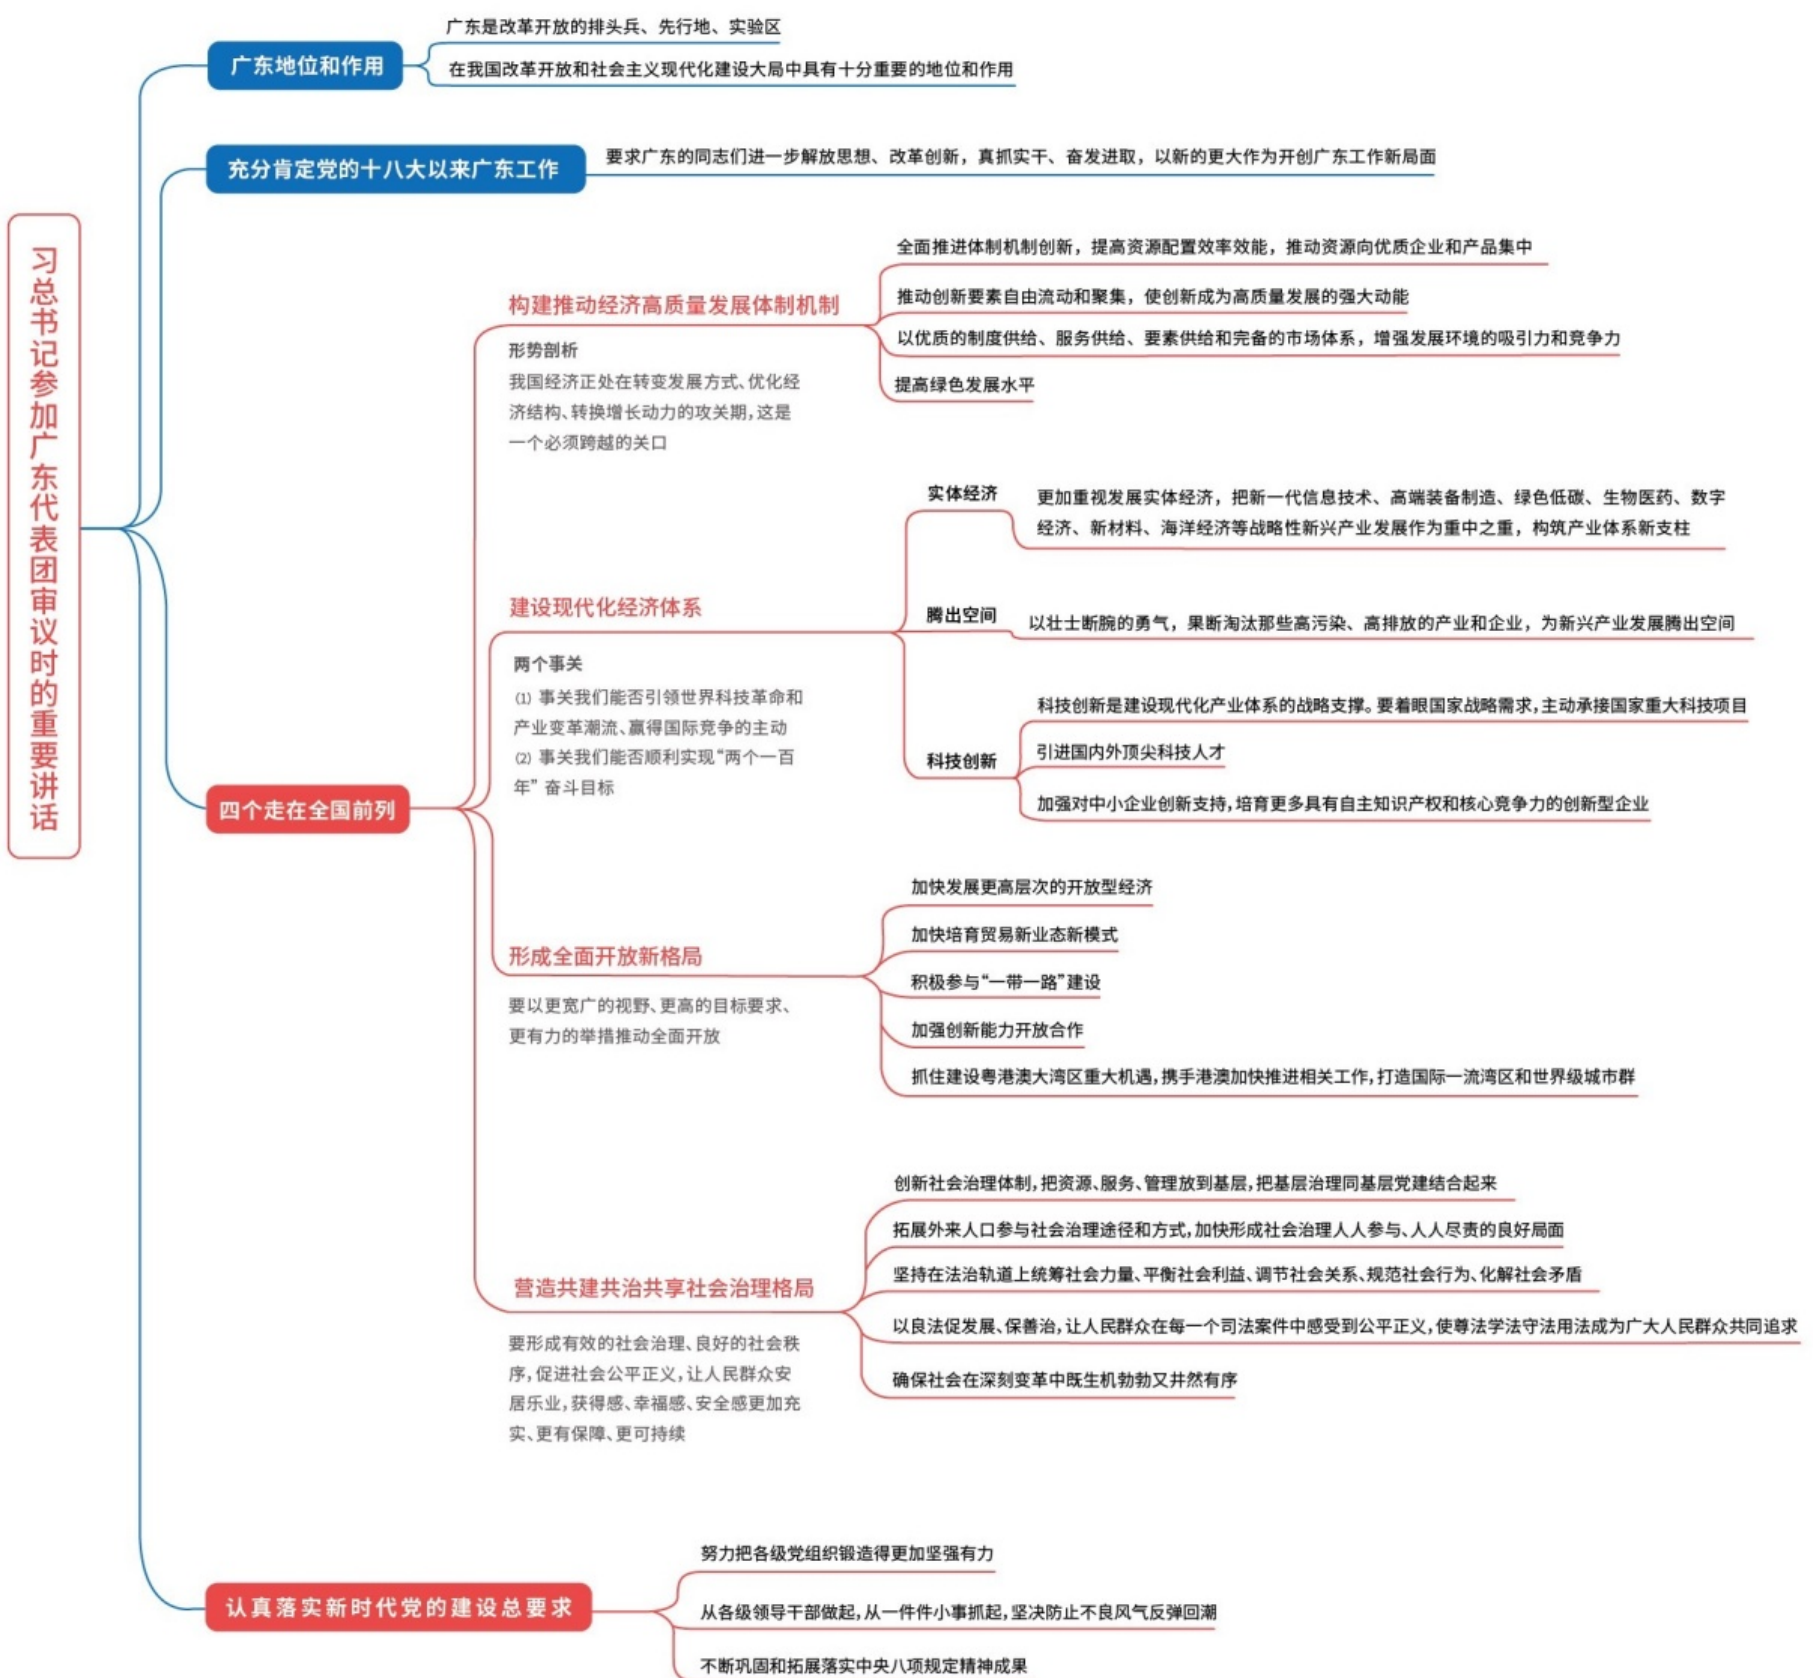 习总书记参加广东代表团审议时的重要讲话
广东地位和作用
广东是改革开放的排头兵、先行地、实验区
在我国改革开放和社会主义现代化建设大局中具有十分重要的地位和作用
充分肯定党的十八大以来广东工作
要求广东的同志们进一步解放思想、改革创新，真抓实干、奋发进取，以新的更大作为开创广东工作新局面
四个走在全国前列
构建推动经济高质量发展体制机制
形势剖析
我国经济正处在转变发展方式、优化经
济结构、转换增长动力的攻关期，这是
一个必须跨越的关口
全面推进体制机制创新，提高资源配置效率效能，推动资源向优质企业和产品集中
推动创新要素自由流动和聚集，使创新成为高质量发展的强大动能
以优质的制度供给、服务供给、要素供给和完备的市场体系，增强发展环境的吸引力和竞争力
提高绿色发展水平
建设现代化经济体系
两个事关
⑴ 事关我们能否引领世界科技革命和
产业变革潮流、赢得国际竞争的主动
⑵ 事关我们能否顺利实现“两个一百
年” 奋斗目标
实体经济
更加重视发展实体经济，把新一代信息技术、高端装备制造、绿色低碳、生物医药、数字
经济、新材料、海洋经济等战略性新兴产业发展作为重中之重，构筑产业体系新支柱
腾出空间
以壮士断腕的勇气，果断淘汰那些高污染、高排放的产业和企业，为新兴产业发展腾出空间
科技创新
科技创新是建设现代化产业体系的战略支撑。要着眼国家战略需求，主动承接国家重大科技项目
引进国内外顶尖科技人才
加强对中小企业创新支持，培育更多具有自主知识产权和核心竞争力的创新型企业
形成全面开放新格局
要以更宽广的视野、更高的目标要求、
更有力的举措推动全面开放
加快发展更高层次的开放型经济
加快培育贸易新业态新模式
积极参与“一带一路”建设
加强创新能力开放合作
抓住建设粤港澳大湾区重大机遇，携手港澳加快推进相关工作，打造国际一流湾区和世界级城市群
营造共建共治共享社会治理格局
要形成有效的社会治理、良好的社会秩
序，促进社会公平正义，让人民群众安
居乐业，获得感、幸福感、安全感更加充
实、更有保障、更可持续
创新社会治理体制，把资源、服务、管理放到基层，把基层治理同基层党建结合起来
拓展外来人口参与社会治理途径和方式，加快形成社会治理人人参与、人人尽责的良好局面
坚持在法治轨道上统筹社会力量、平衡社会利益、调节社会关系、规范社会行为、化解社会矛盾
以良法促发展、保善治，让人民群众在每一个司法案件中感受到公平正义，使尊法学法守法用法成为广大人民群众共同追求
确保社会在深刻变革中既生机勃勃又井然有序
认真落实新时代党的建设总要求
努力把各级党组织锻造得更加坚强有力
从各级领导干部做起，从一件件小事抓起，坚决防止不良风气反弹回潮
不断巩固和拓展落实中央八项规定精神成果